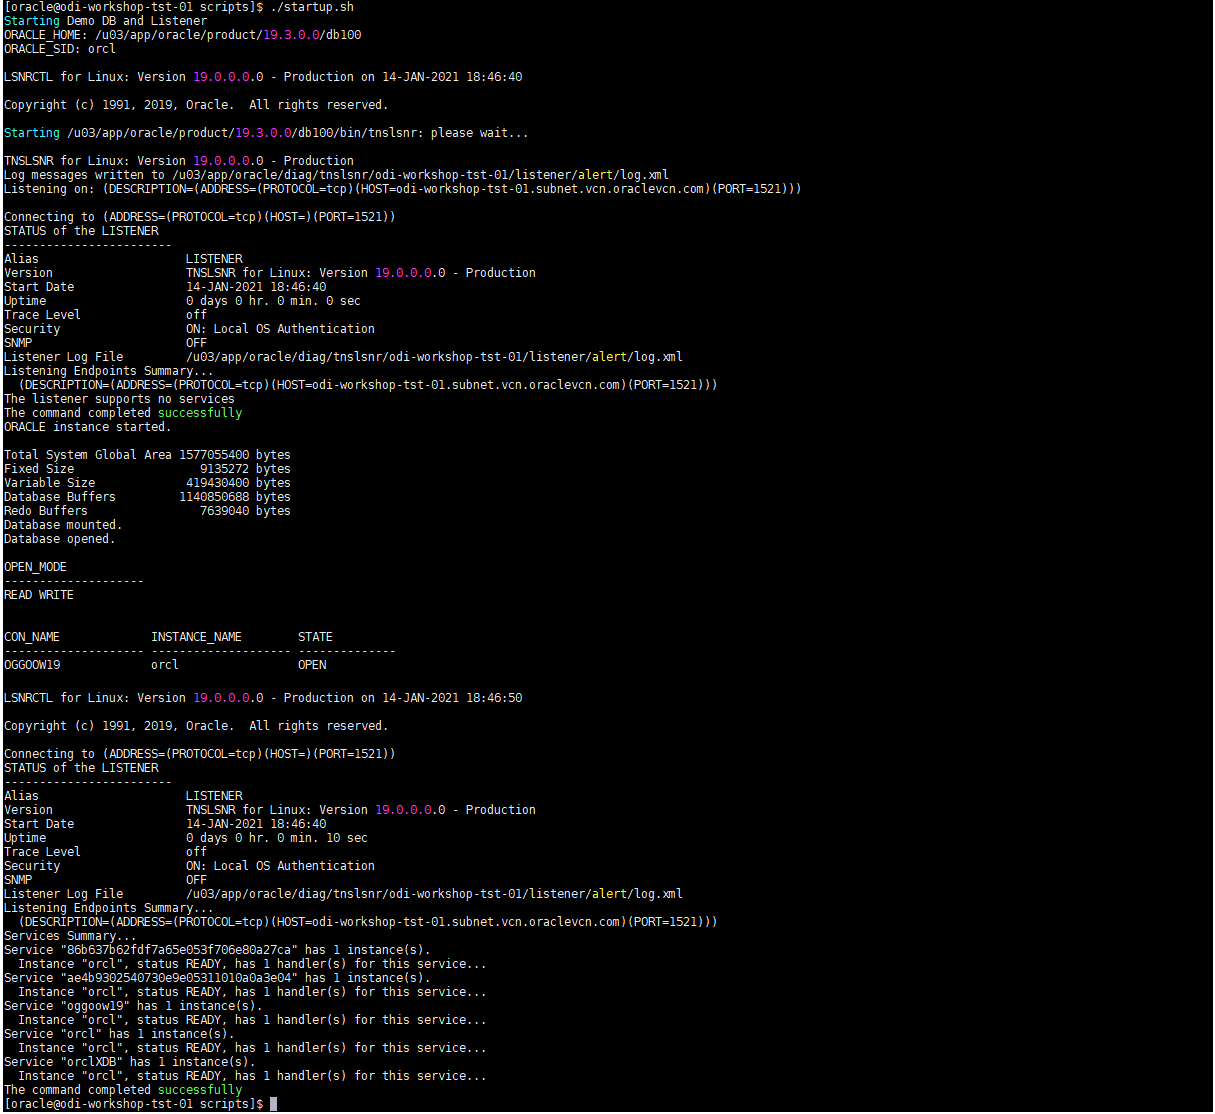 [oracle@odi-workshop-tst-01 scripts]$ ./startup.sh
Starting Demo DB and Listener
ORACLE_HOME: /u03/app/oracle/product/19.3.0.0/db100
ORACLE_SID: orcl
LSNRCTL for Linux: Version 19.0.0.0.0 - Production on 14-JAN-2021 18:46:40
Copyright (c) 1991, 2019, Oracle.  All rights reserved.
Starting /u03/app/oracle/product/19.3.0.0/db100/bin/tnslsnr: please wait...
TNSLSNR for Linux: Version 19.0.0.0.0 - Production
Log messages written to /u03/app/oracle/diag/tnslsnr/odi-workshop-tst-01/listener/alert/log.xml
Listening on: (DESCRIPTION=(ADDRESS=(PROTOCOL=tcp)(HOST=odi-workshop-tst-01.subnet.vcn.oraclevcn.com)(PORT=1521)))
Connecting to (ADDRESS=(PROTOCOL=tcp)(HOST=)(PORT=1521))
STATUS of the LISTENER
------------------------
Alias                     LISTENER
Version                   TNSLSNR for Linux: Version 19.0.0.0.0 - Production
Start Date                14-JAN-2021 18:46:40
Uptime                    0 days 0 hr. 0 min. 0 sec
Trace Level               off
Security                  ON: Local OS Authentication
SNMP                      OFF
Listener Log File         /u03/app/oracle/diag/tnslsnr/odi-workshop-tst-01/listener/alert/log.xml
Listening Endpoints Summary...
  (DESCRIPTION=(ADDRESS=(PROTOCOL=tcp)(HOST=odi-workshop-tst-01.subnet.vcn.oraclevcn.com)(PORT=1521)))
The listener supports no services
The command completed successfully
ORACLE instance started.
Total System Global Area 1577055400 bytes
Fixed Size                  9135272 bytes
Variable Size             419430400 bytes
Database Buffers         1140850688 bytes
Redo Buffers                7639040 bytes
Database mounted.
Database opened.
OPEN_MODE
--------------------
READ WRITE
CON_NAME             INSTANCE_NAME        STATE
-------------------- -------------------- --------------
OGGOOW19             orcl                 OPEN
LSNRCTL for Linux: Version 19.0.0.0.0 - Production on 14-JAN-2021 18:46:50
Copyright (c) 1991, 2019, Oracle.  All rights reserved.
Connecting to (ADDRESS=(PROTOCOL=tcp)(HOST=)(PORT=1521))
STATUS of the LISTENER
------------------------
Alias                     LISTENER
Version                   TNSLSNR for Linux: Version 19.0.0.0.0 - Production
Start Date                14-JAN-2021 18:46:40
Uptime                    0 days 0 hr. 0 min. 10 sec
Trace Level               off
Security                  ON: Local OS Authentication
SNMP                      OFF
Listener Log File         /u03/app/oracle/diag/tnslsnr/odi-workshop-tst-01/listener/alert/log.xml
Listening Endpoints Summary...
  (DESCRIPTION=(ADDRESS=(PROTOCOL=tcp)(HOST=odi-workshop-tst-01.subnet.vcn.oraclevcn.com)(PORT=1521)))
Services Summary...
Service "86b637b62fdf7a65e053f706e80a27ca" has 1 instance(s).
  Instance "orcl", status READY, has 1 handler(s) for this service...
Service "ae4b9302540730e9e05311010a0a3e04" has 1 instance(s).
  Instance "orcl", status READY, has 1 handler(s) for this service...
Service "oggoow19" has 1 instance(s).
  Instance "orcl", status READY, has 1 handler(s) for this service...
Service "orcl" has 1 instance(s).
  Instance "orcl", status READY, has 1 handler(s) for this service...
Service "orclXDB" has 1 instance(s).
  Instance "orcl", status READY, has 1 handler(s) for this service...
The command completed successfully
[oracle@odi-workshop-tst-01 scripts]$